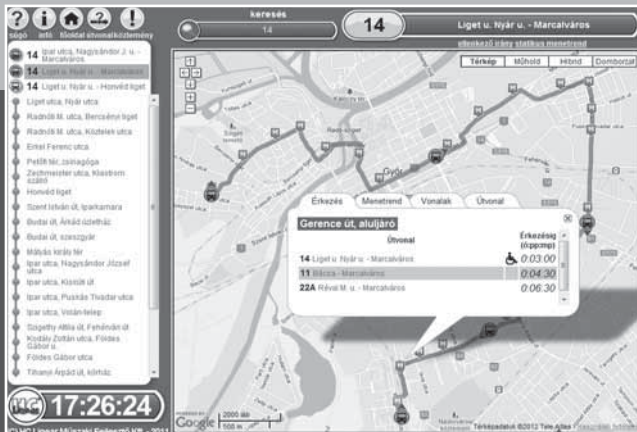 súgó infó főoldal útvonal közlemény
keresés
14
14 Liget u. Nyár u. - Marcalváros
ellenkező irány statikus menetrend
14 Ipar utca, Nagysándor J. u. -
Marcalváros
14 Liget u. Nyár u. - Marcalváros
14 Liget u. Nyár u. - Honvéd liget
Liget utca, Nyár utca
Radnóti M. utca, Bercsényi liget
Radnóti M. utca, Köztelek utca
Erkel Ferenc utca
Petőfi tér, zsinagóga
Zechmeister utca,
Honvéd liget
Szent István út, Iparkamara
Budai út, Árkád üzletház
Budai út, szeszgyár
Mátyás király tér
Ipar utca, Nagysándor József
utca
Ipar utca, Kiskúti út
Ipar utca, Puskás Tivadar utca
Ipar utca, Volán-telep
Szigethy Attila út, Fehérvári út
Kodály Zoltán utca, Földes
Gábor u.
Földes Gábor utca
Tihanyi Árpád út, kórház
17:26:24
Térkép Műhold Hibrid Domborzat
Győr
Érkezés Menetrend Vonalak Útvonal
Gerence út, aluljáró
Útvonal Érkezésig
(ó:pp:mp)
14 Liget u. Nyár u. - Marcalváros 0:03:00
11 Bácsa - Marcalváros 0:04:30
22A Révai M. u. - Marcalváros 0:06:30
Google
2000 láb
500 m
Térképadatok ©2012 Tele Atlas